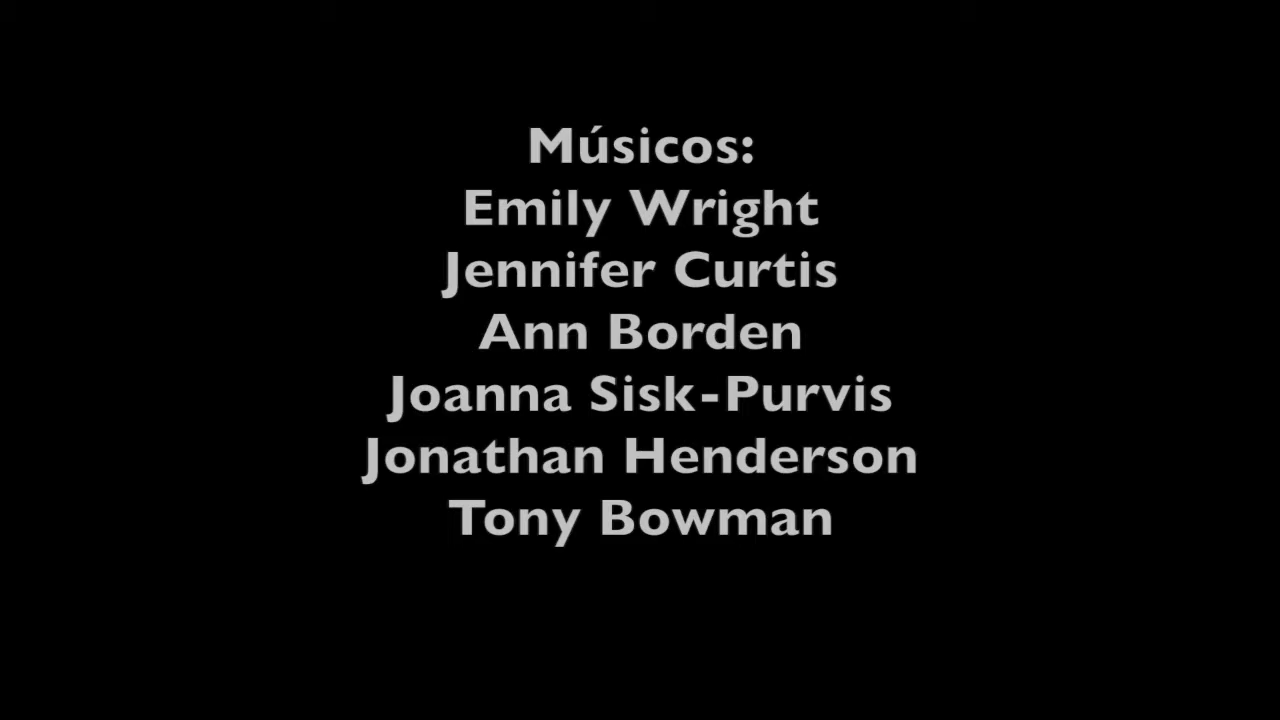 Músicos:
Emily Wright
Jennifer Curtis
Ann Borden
Joanna Sisk-Purvis
Jonathan Henderson
Tony Bowman